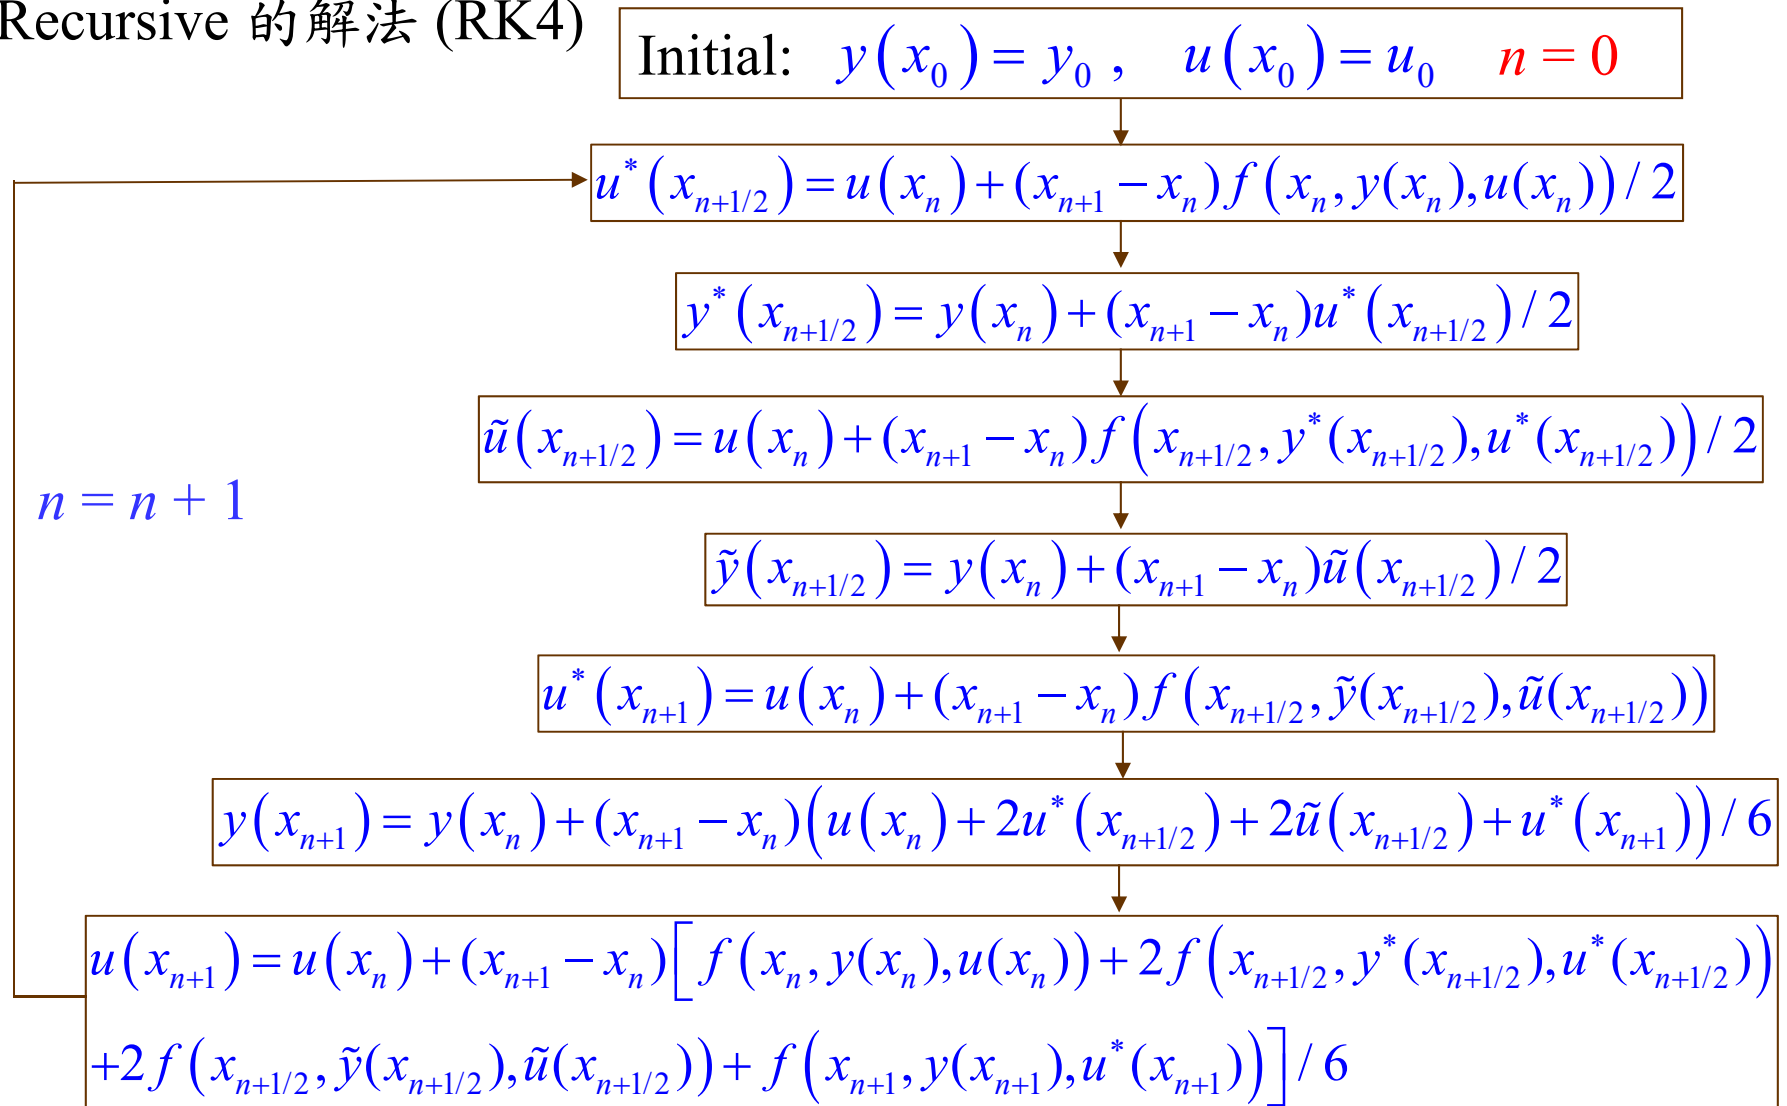 Recursive 的解法 (RK4)
Initial: y(x_0) = y_0 , u(x_0) = u_0 n = 0
u^*(x_{n+1/2}) = u(x_n) + (x_{n+1} − x_n) f(x_n, y(x_n), u(x_n)) / 2
y^*(x_{n+1/2}) = y(x_n) + (x_{n+1} − x_n) u^*(x_{n+1/2}) / 2
ũ(x_{n+1/2}) = u(x_n) + (x_{n+1} − x_n) f(x_{n+1/2}, y^*(x_{n+1/2}), u^*(x_{n+1/2})) / 2
n = n + 1
ỹ(x_{n+1/2}) = y(x_n) + (x_{n+1} − x_n) ũ(x_{n+1/2}) / 2
u^*(x_{n+1}) = u(x_n) + (x_{n+1} − x_n) f(x_{n+1/2}, ỹ(x_{n+1/2}), ũ(x_{n+1/2}))
y(x_{n+1}) = y(x_n) + (x_{n+1} − x_n)(u(x_n) + 2u^*(x_{n+1/2}) + 2ũ(x_{n+1/2}) + u^*(x_{n+1})) / 6
u(x_{n+1}) = u(x_n) + (x_{n+1} − x_n)[ f(x_n, y(x_n), u(x_n)) + 2f(x_{n+1/2}, y^*(x_{n+1/2}), u^*(x_{n+1/2}))
+2f(x_{n+1/2}, ỹ(x_{n+1/2}), ũ(x_{n+1/2})) + f(x_{n+1}, y(x_{n+1}), u^*(x_{n+1}))] / 6